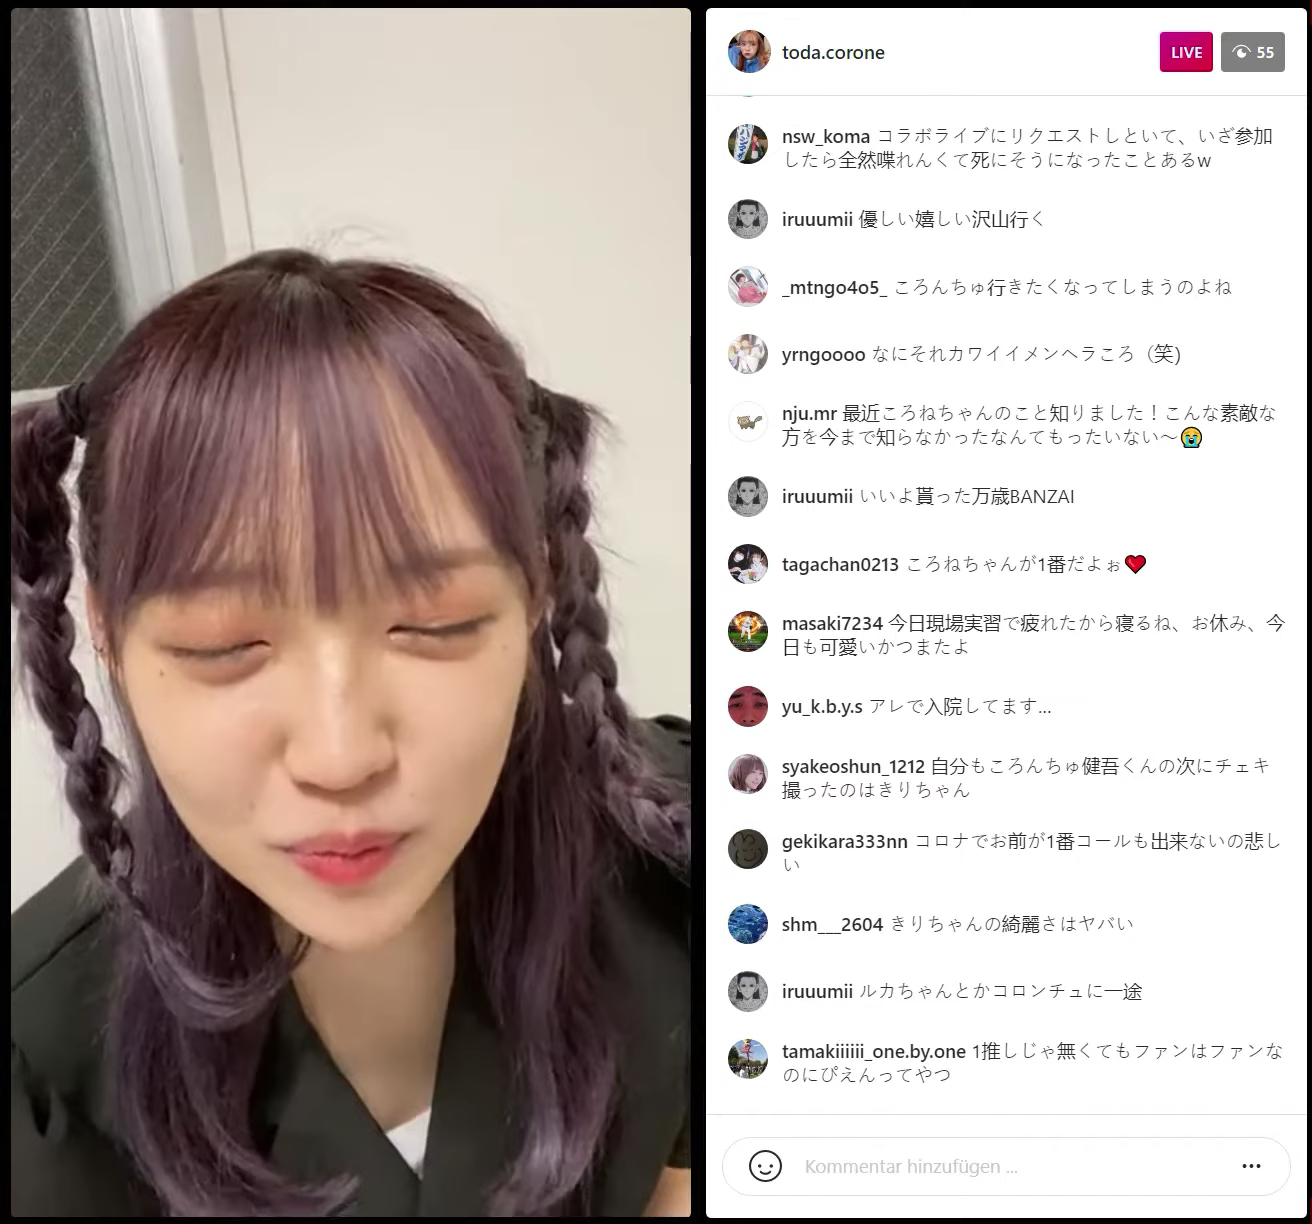 toda.corone
LIVE
55
nsw_koma コラボライブにリクエストしといて、いざ参加
したら全然喋れんくて死にそうになったことあるw
iruuumii 優しい嬉しい沢山行く
_mtngo4o5_ ころんちゅ行きたくなってしまうのよね
yrngoooo なにそれカワイイメンヘラころ（笑)
nju.mr 最近ころねちゃんのこと知りました！こんな素敵な
方を今まで知らなかったなんてもったいない〜😭
iruuumii いいよ貰った万歳BANZAI
tagachan0213 ころねちゃんが1番だよぉ❤️
masaki7234 今日現場実習で疲れたから寝るね、お休み、今
日も可愛いかつまたよ
yu_k.b.y.s アレで入院してます...
syakeoshun_1212 自分もころんちゅ健吾くんの次にチェキ
撮ったのはきりちゃん
gekikara333nn コロナでお前が1番コールも出来ないの悲し
い
shm___2604 きりちゃんの綺麗さはヤバい
iruuumii ルカちゃんとかコロンチュに一途
tamakiiiiii_one.by.one 1推しじゃ無くてもファンはファンな
のにぴえんってやつ
Kommentar hinzufügen ...